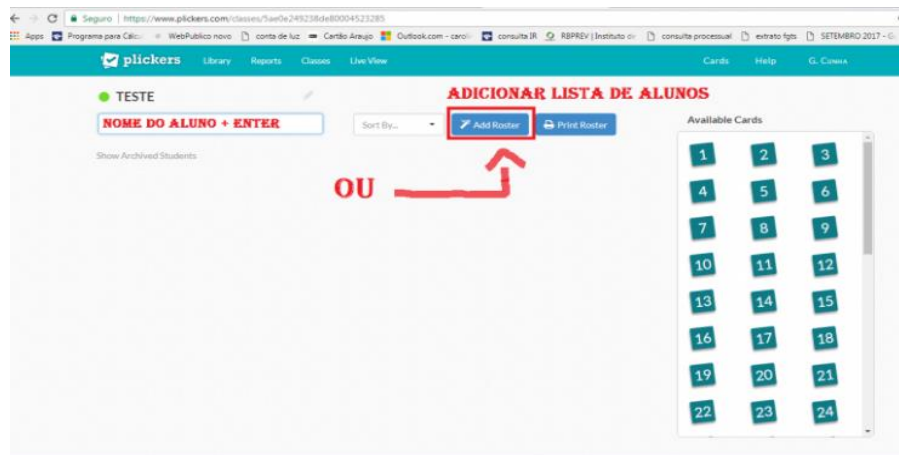 Seguro | https://www.plickers.com/classes/5ae0e249238de80004523285
Apps Programa para Cálc WebPublico novo conta de luz Cartão Araujo Outlook.com - caroli consulta IR RBPREV | Instituto de consulta processual extrato fgts SETEMBRO 2017 - G
plickers Library Reports Classes Live View Cards Help G. Cunha
TESTE
ADICIONAR LISTA DE ALUNOS
NOME DO ALUNO + ENTER
Sort By...
Add Roster
Print Roster
Available Cards
Show Archived Students
OU
1 2 3
4 5 6
7 8 9
10 11 12
13 14 15
16 17 18
19 20 21
22 23 24